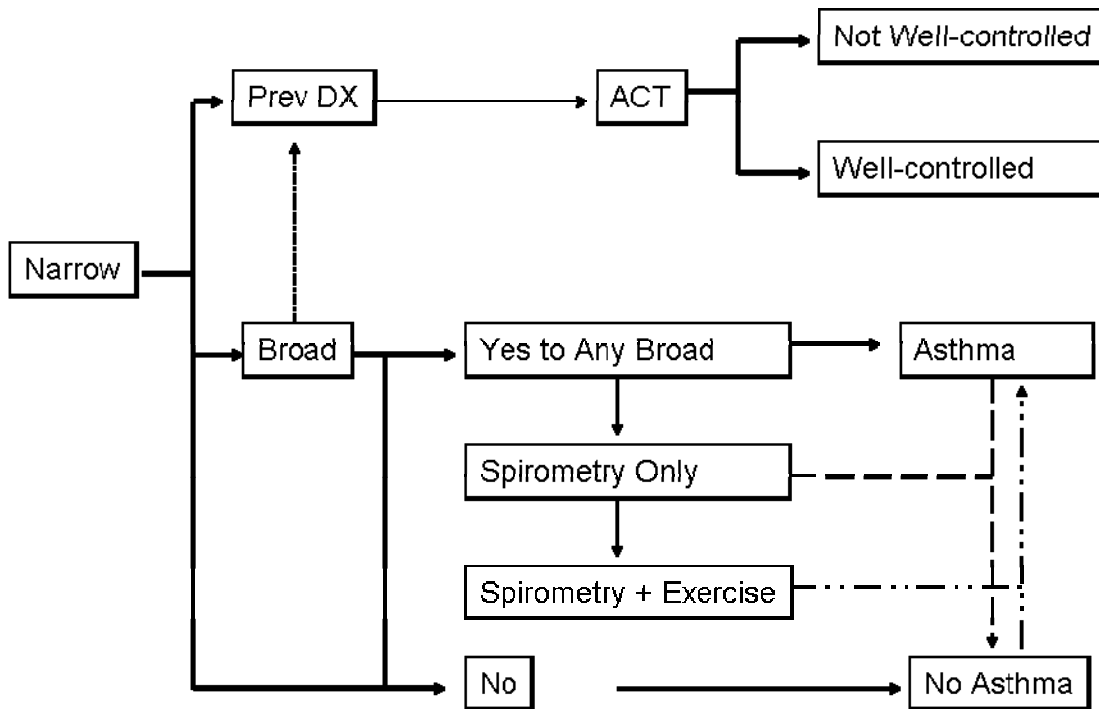 Not Well-controlled
Prev DX
ACT
Well-controlled
Narrow
Broad
Yes to Any Broad
Asthma
Spirometry Only
Spirometry + Exercise
No
No Asthma